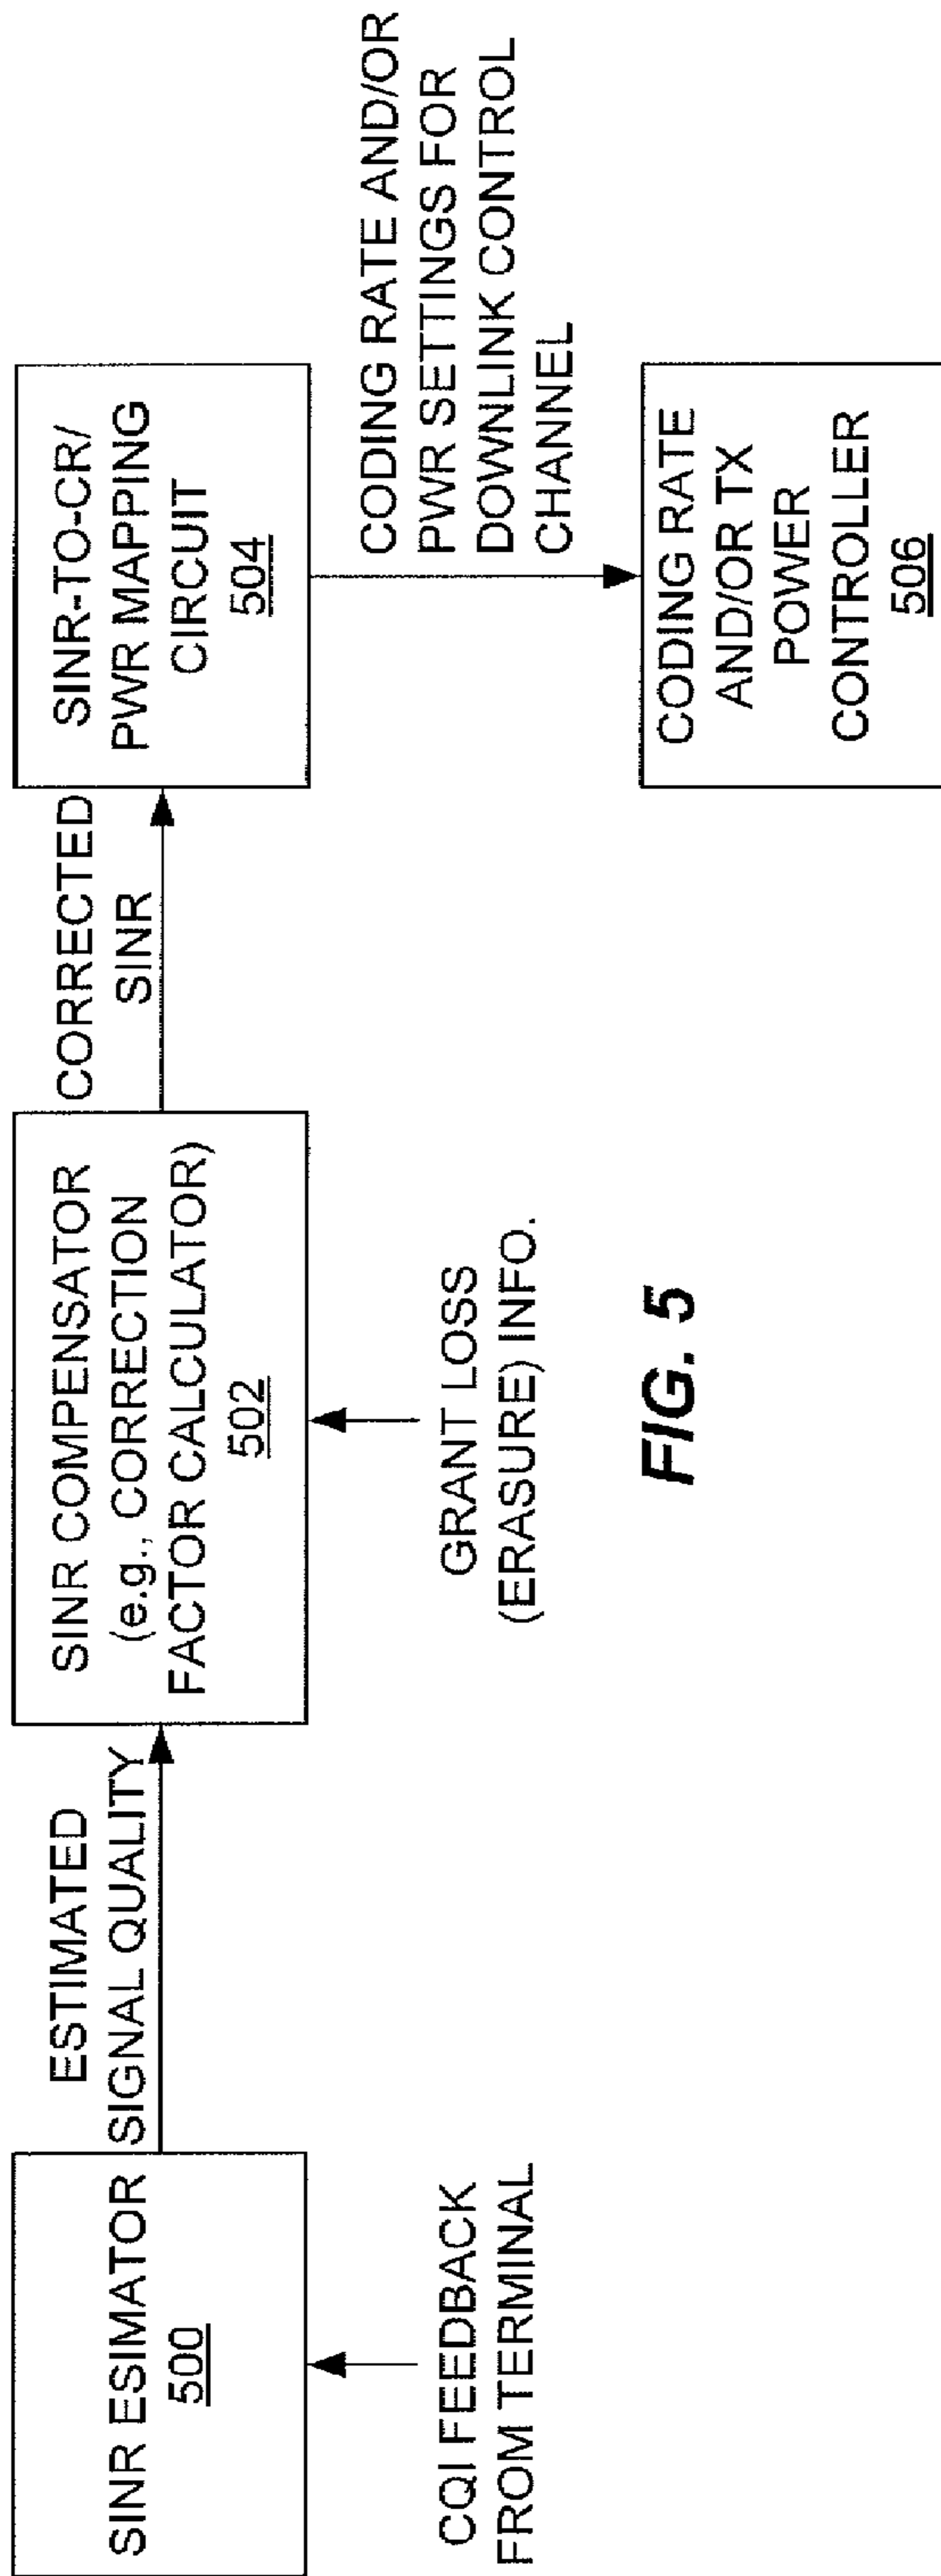 SINR ESIMATOR
500
CQI FEEDBACK
FROM TERMINAL
ESTIMATED
SIGNAL QUALITY
SINR COMPENSATOR
(e.g., CORRECTION
FACTOR CALCULATOR)
502
GRANT LOSS
(ERASURE) INFO.
CORRECTED
SINR
SINR-TO-CR/
PWR MAPPING
CIRCUIT
504
CODING RATE AND/OR
PWR SETTINGS FOR
DOWNLINK CONTROL
CHANNEL
CODING RATE
AND/OR TX
POWER
CONTROLLER
506
FIG. 5